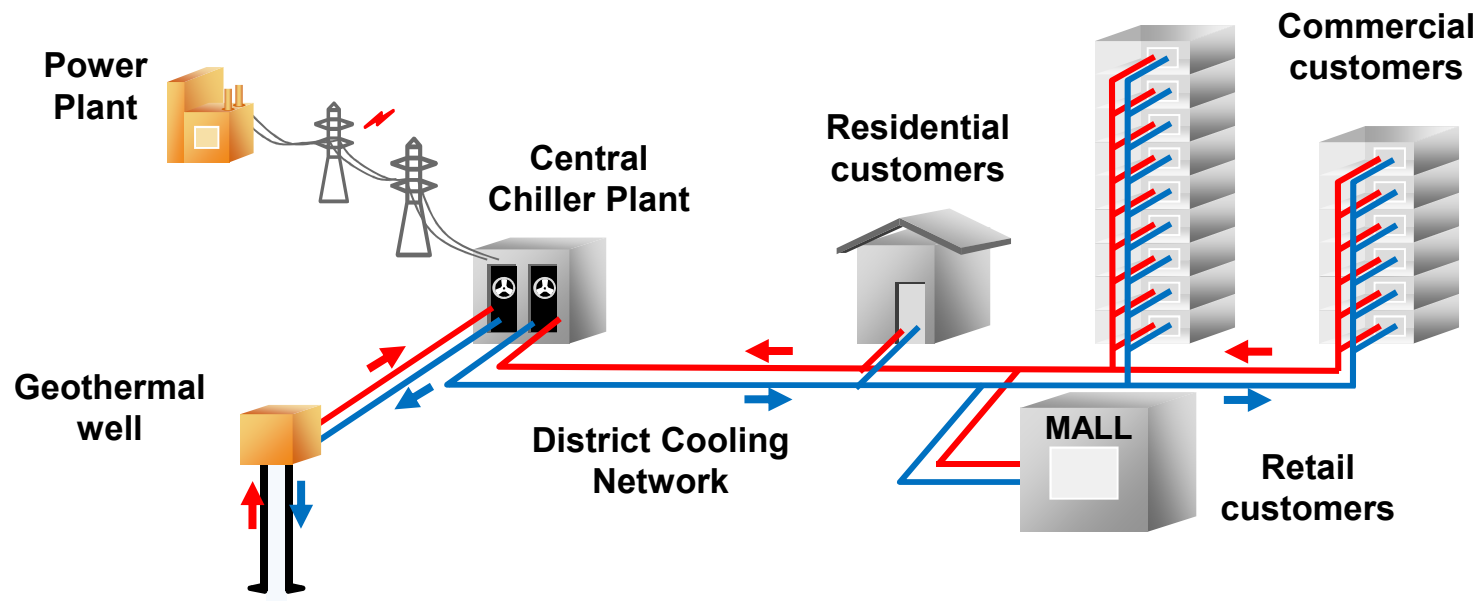 Power
Plant
Central
Chiller Plant
Residential
customers
Commercial
customers
Geothermal
well
District Cooling
Network
MALL
Retail
customers